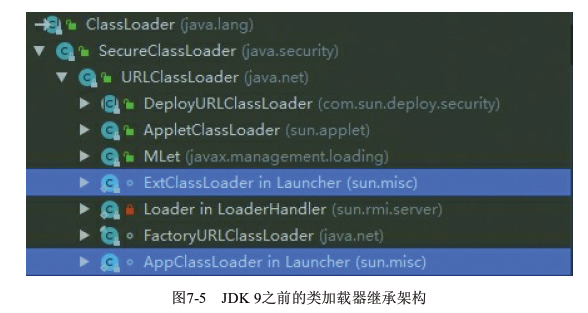 ClassLoader (java.lang)
SecureClassLoader (java.security)
URLClassLoader (java.net)
DeployURLClassLoader (com.sun.deploy.security)
AppletClassLoader (sun.applet)
MLet (javax.management.loading)
ExtClassLoader in Launcher (sun.misc)
Loader in LoaderHandler (sun.rmi.server)
FactoryURLClassLoader (java.net)
AppClassLoader in Launcher (sun.misc)
图7-5 JDK 9之前的类加载器继承架构